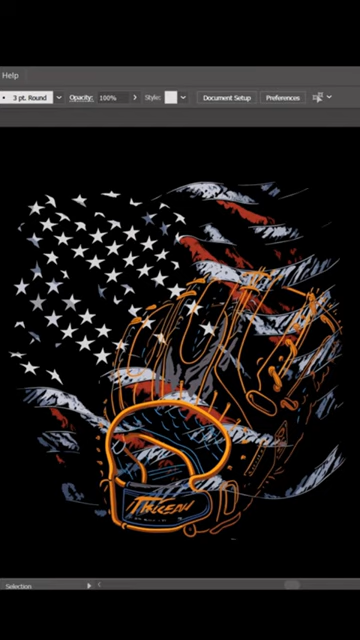 Help
3 pt. Round Opacity: 100% Style: Document Setup Preferences
Selection